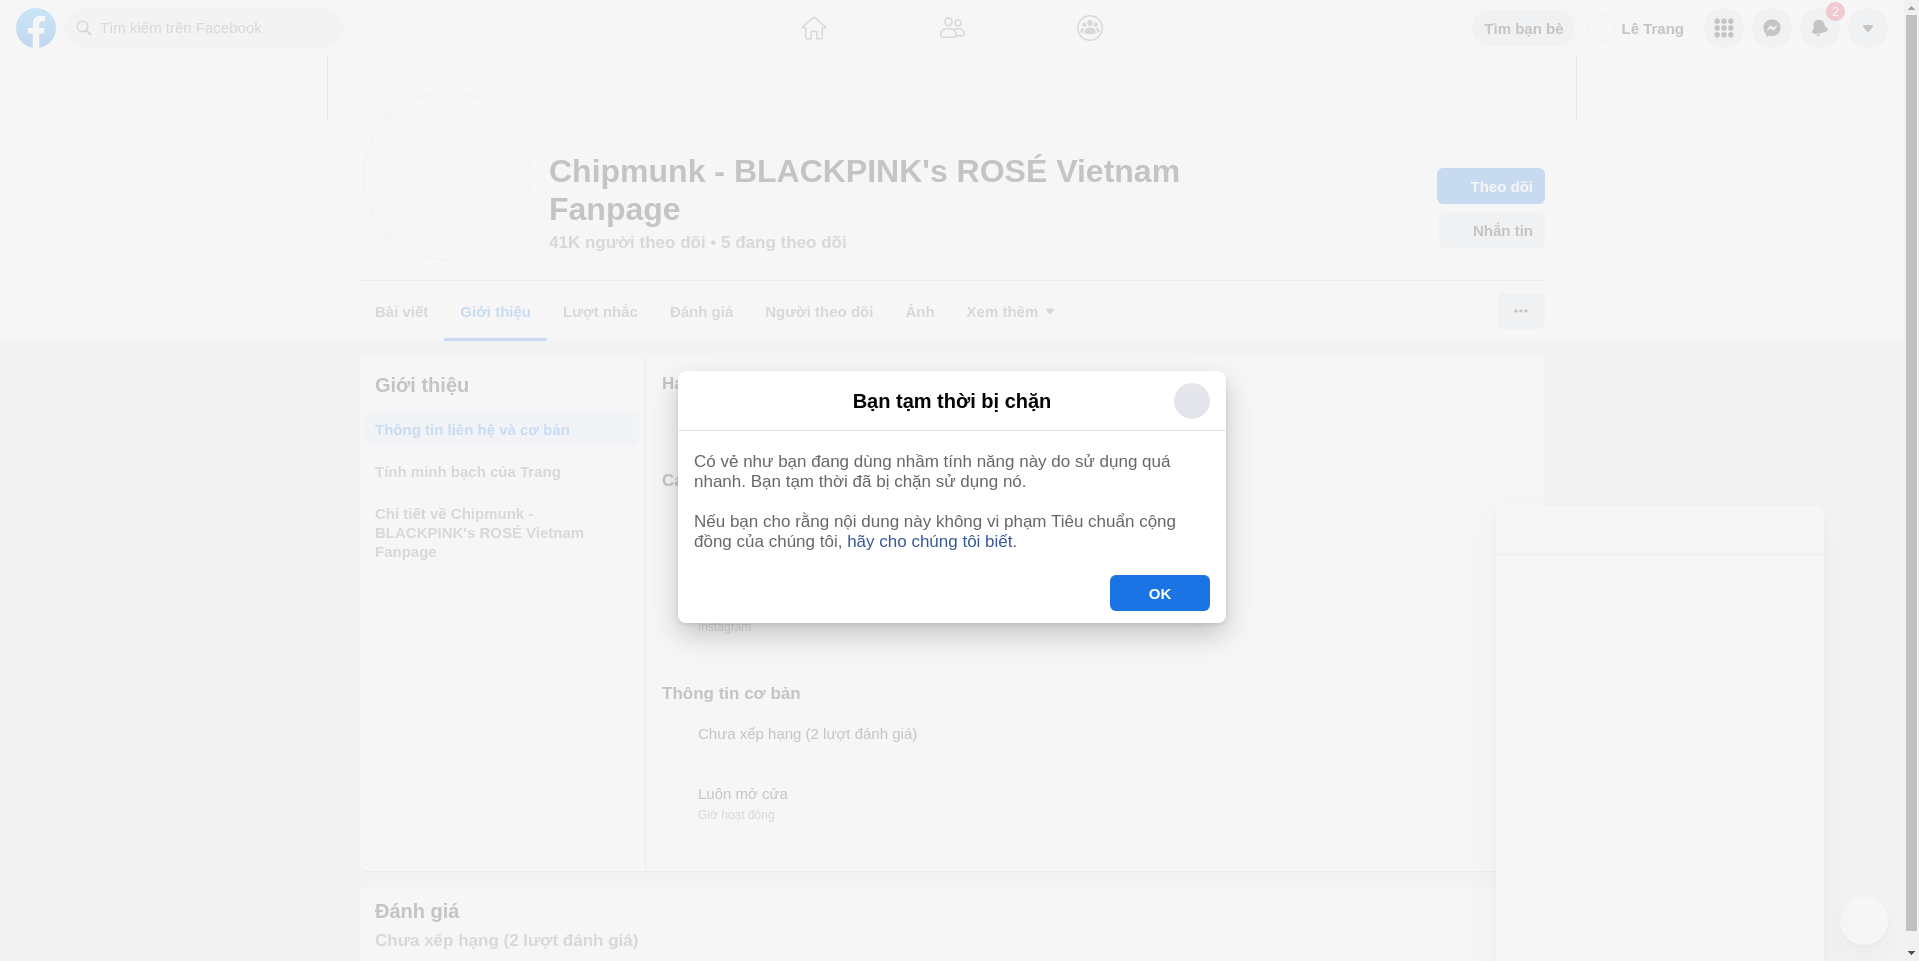 Tìm kiếm trên Facebook
Tìm bạn bè
Lê Trang
2
Chipmunk - BLACKPINK's ROSÉ Vietnam
Fanpage
41K người theo dõi • 5 đang theo dõi
Theo dõi
Nhắn tin
Bài viết
Giới thiệu
Lượt nhắc
Đánh giá
Người theo dõi
Ảnh
Xem thêm
Giới thiệu
Thông tin liên hệ và cơ bản
Tính minh bạch của Trang
Chi tiết về Chipmunk -
BLACKPINK's ROSÉ Vietnam
Fanpage
Bạn tạm thời bị chặn
Có vẻ như bạn đang dùng nhầm tính năng này do sử dụng quá
nhanh. Bạn tạm thời đã bị chặn sử dụng nó.
Nếu bạn cho rằng nội dung này không vi phạm Tiêu chuẩn cộng
đồng của chúng tôi, hãy cho chúng tôi biết.
OK
Instagram
Thông tin cơ bản
Chưa xếp hạng (2 lượt đánh giá)
Luôn mở cửa
Giờ hoạt động
Đánh giá
Chưa xếp hạng (2 lượt đánh giá)